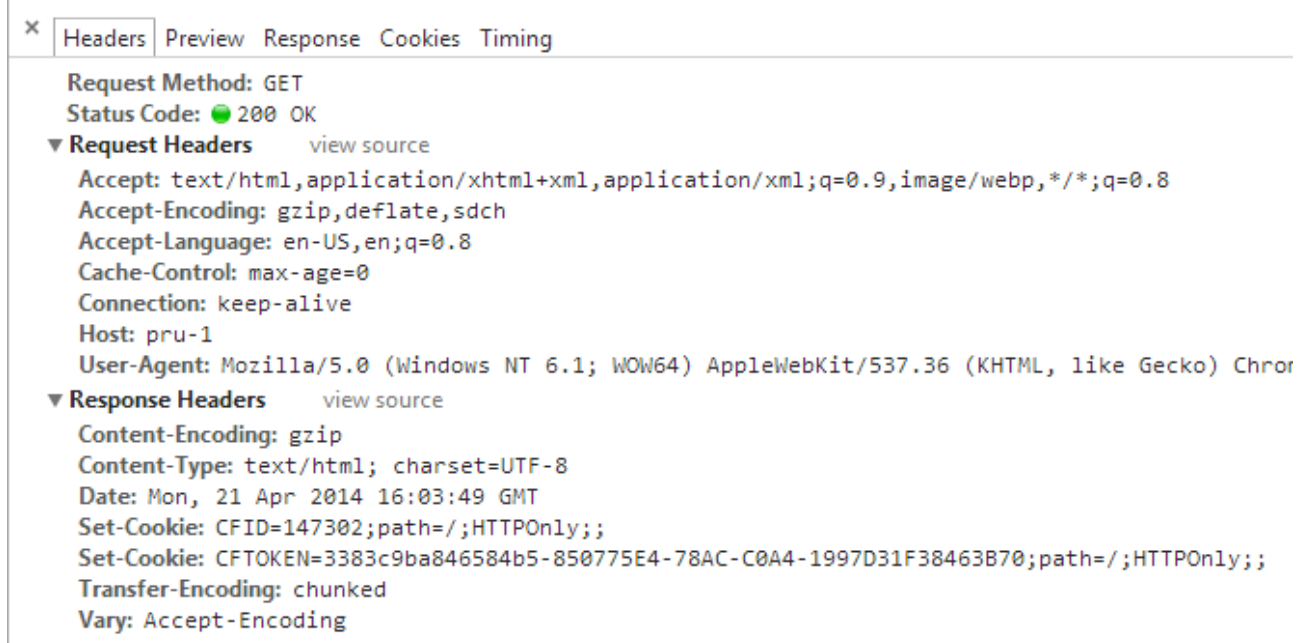 × Headers Preview Response Cookies Timing
Request Method: GET
Status Code: 200 OK
▼ Request Headers view source
Accept: text/html,application/xhtml+xml,application/xml;q=0.9,image/webp,*/*;q=0.8
Accept-Encoding: gzip,deflate,sdch
Accept-Language: en-US,en;q=0.8
Cache-Control: max-age=0
Connection: keep-alive
Host: pru-1
User-Agent: Mozilla/5.0 (Windows NT 6.1; WOW64) AppleWebKit/537.36 (KHTML, like Gecko) Chro
▼ Response Headers view source
Content-Encoding: gzip
Content-Type: text/html; charset=UTF-8
Date: Mon, 21 Apr 2014 16:03:49 GMT
Set-Cookie: CFID=147302;path=/;HTTPOnly;;
Set-Cookie: CFTOKEN=3383c9ba846584b5-850775E4-78AC-C0A4-1997D31F38463B70;path=/;HTTPOnly;;
Transfer-Encoding: chunked
Vary: Accept-Encoding